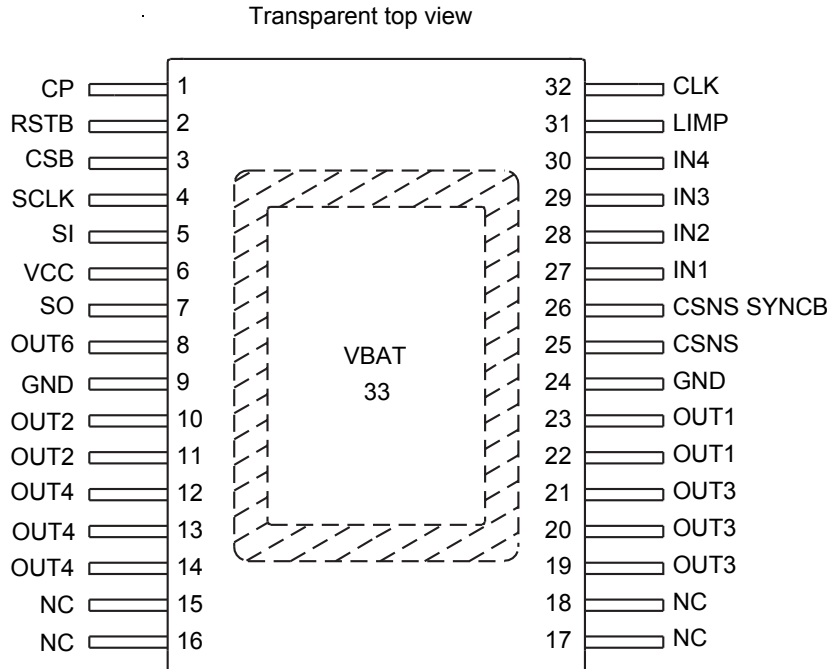 Transparent top view
CP 1 32 CLK
RSTB 2 31 LIMP
CSB 3 30 IN4
SCLK 4 29 IN3
SI 5 28 IN2
VCC 6 27 IN1
SO 7 26 CSNS SYNCB
OUT6 8 25 CSNS
GND 9 24 GND
OUT2 10 23 OUT1
OUT2 11 22 OUT1
OUT4 12 21 OUT3
OUT4 13 20 OUT3
OUT4 14 19 OUT3
NC 15 18 NC
NC 16 17 NC
VBAT
33